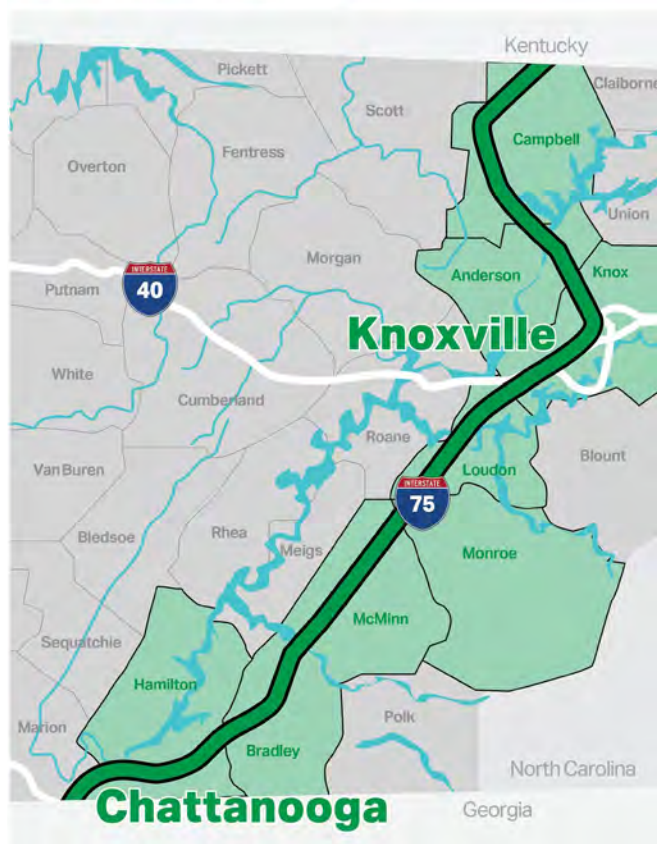 Kentucky
Pickett
Claiborne
Scott
Campbell
Overton
Fentress
Union
Morgan
Anderson
Knox
INTERSTATE
40
Putnam
Knoxville
White
Cumberland
Roane
Blount
Van Buren
Loudon
INTERSTATE
75
Bledsoe
Rhea
Meigs
Monroe
McMinn
Sequatchie
Hamilton
Marion
Polk
Bradley
North Carolina
Chattanooga
Georgia